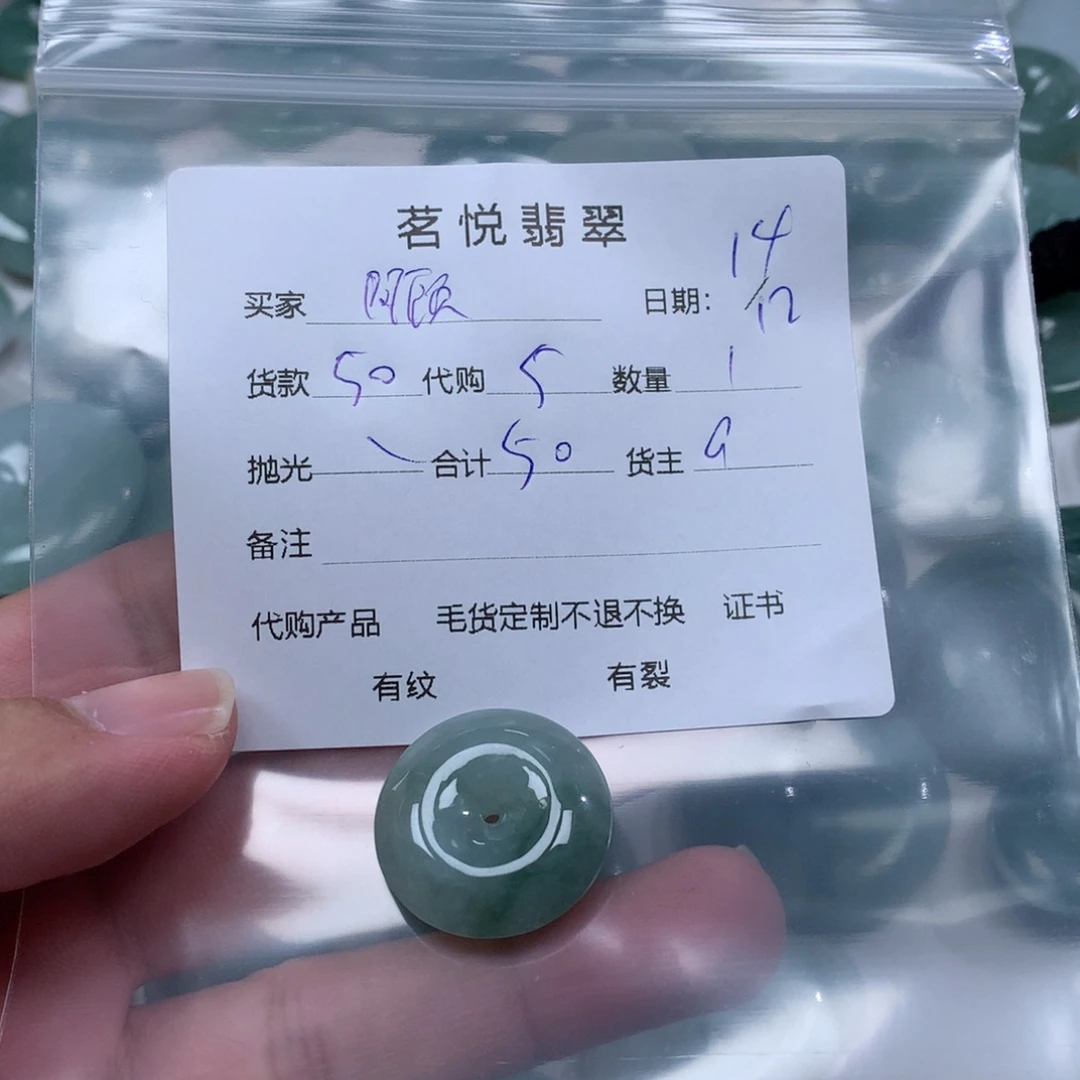 茗悦翡翠
买家 阿 日期: 14/12
货款 50 代购 5 数量 1
抛光 合计 50 货主 9
备注
代购产品 毛货定制不退不换 证书
有纹 有裂